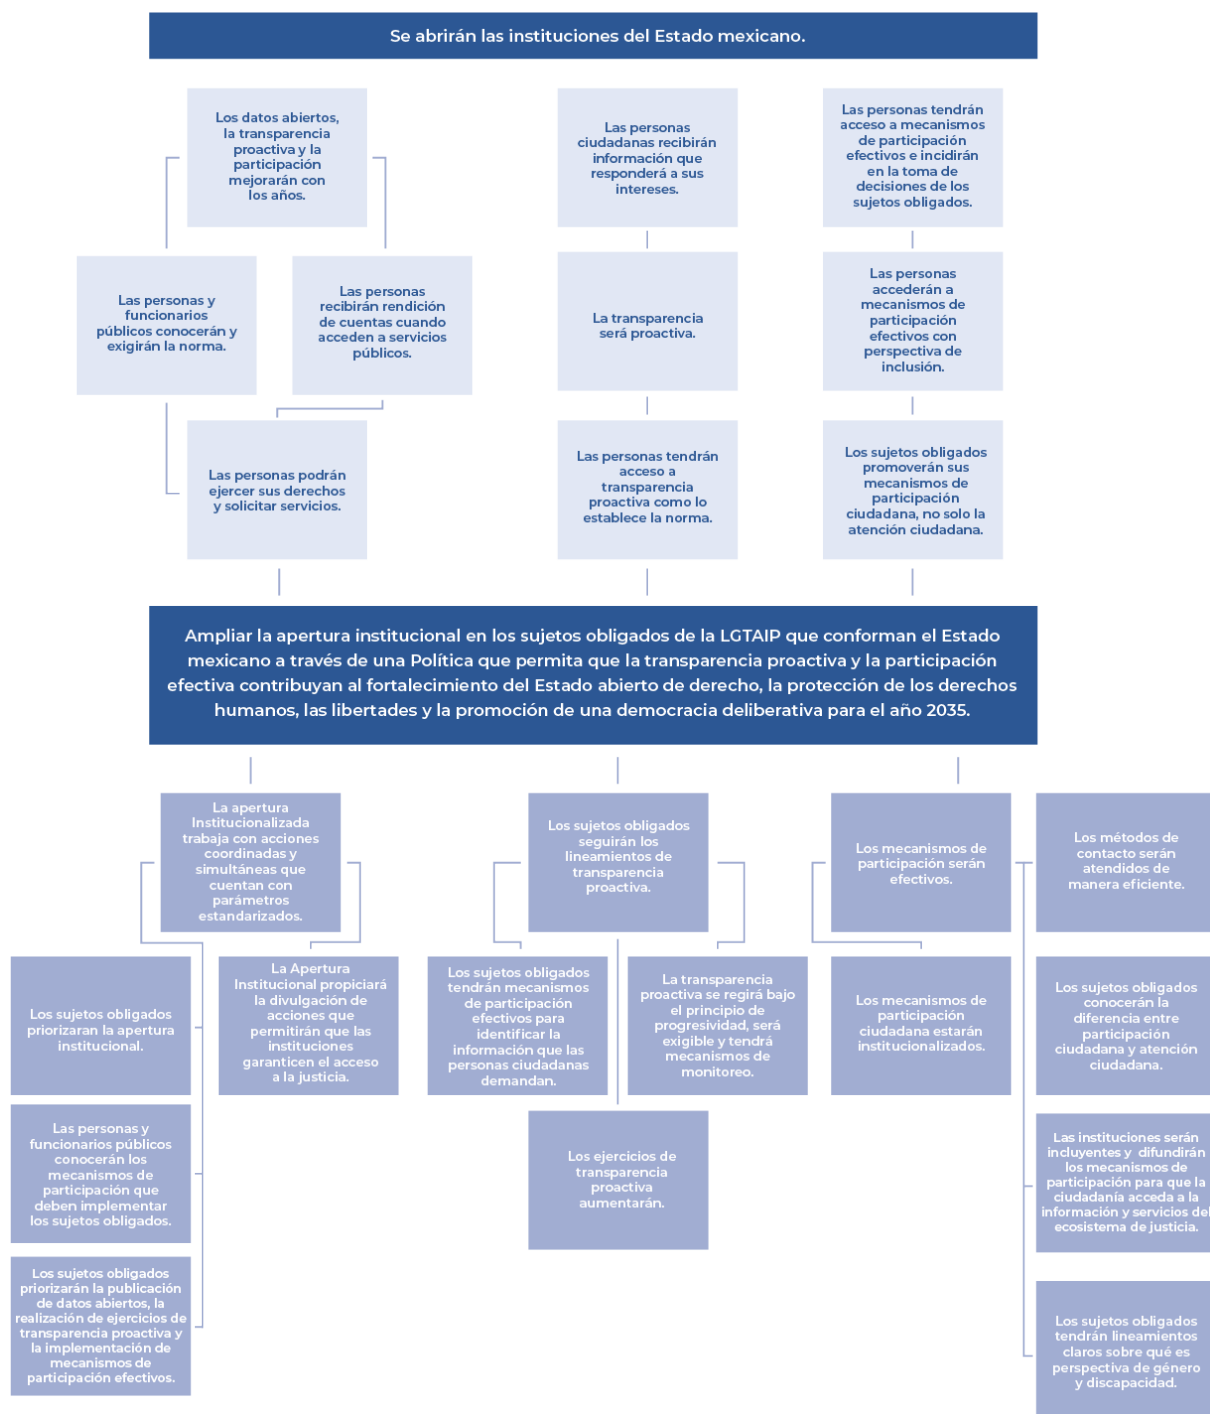 Se abrirán las instituciones del Estado mexicano.
Los datos abiertos,
la transparencia
proactiva y la
participación
mejorarán con
los años.
Las personas
ciudadanas recibirán
información que
responderá a sus
intereses.
Las personas tendrán
acceso a mecanismos
de participación
efectivos e incidirán
en la toma de
decisiones de los
sujetos obligados.
Las personas y
funcionarios
públicos conocerán y
exigirán la norma.
Las personas
recibirán rendición
de cuentas cuando
acceden a servicios
públicos.
La transparencia
será proactiva.
Las personas
accederán a
mecanismos de
participación
efectivos con
perspectiva de
inclusión.
Las personas podrán
ejercer sus derechos
y solicitar servicios.
Las personas tendrán
acceso a
transparencia
proactiva como lo
establece la norma.
Los sujetos obligados
promoverán sus
mecanismos de
participación
ciudadana, no solo la
atención ciudadana.
Ampliar la apertura institucional en los sujetos obligados de la LGTAIP que conforman el Estado
mexicano a través de una Política que permita que la transparencia proactiva y la participación
efectiva contribuyan al fortalecimiento del Estado abierto de derecho, la protección de los derechos
humanos, las libertades y la promoción de una democracia deliberativa para el año 2035.
La apertura
Institucionalizada
trabaja con acciones
coordinadas y
simultáneas que
cuentan con
parámetros
estandarizados.
Los sujetos obligados
seguirán los
lineamientos de
transparencia
proactiva.
Los mecanismos de
participación serán
efectivos.
Los métodos de
contacto serán
atendidos de
manera eficiente.
Los sujetos obligados
priorizaran la apertura
institucional.
La Apertura
Institucional propiciará
la divulgación de
acciones que
permitirán que las
instituciones
garanticen el acceso
a la justicia.
Los sujetos obligados
tendrán mecanismos
de participación
efectivos para
identificar la
información que las
personas ciudadanas
demandan.
La transparencia
proactiva se regirá bajo
el principio de
progresividad, será
exigible y tendrá
mecanismos de
monitoreo.
Los mecanismos de
participación
ciudadana estarán
institucionalizados.
Los sujetos obligados
conocerán la
diferencia entre
participación
ciudadana y atención
ciudadana.
Las personas y
funcionarios públicos
conocerán los
mecanismos de
participación que
deben implementar
los sujetos obligados.
Los ejercicios de
transparencia
proactiva
aumentarán.
Las instituciones serán
incluyentes y difundirán
los mecanismos de
participación para que la
ciudadanía acceda a la
información y servicios del
ecosistema de justicia.
Los sujetos obligados
priorizarán la publicación
de datos abiertos, la
realización de ejercicios de
transparencia proactiva y
la implementación de
mecanismos de
participación efectivos.
Los sujetos obligados
tendrán lineamientos
claros sobre qué es
perspectiva de género
y discapacidad.